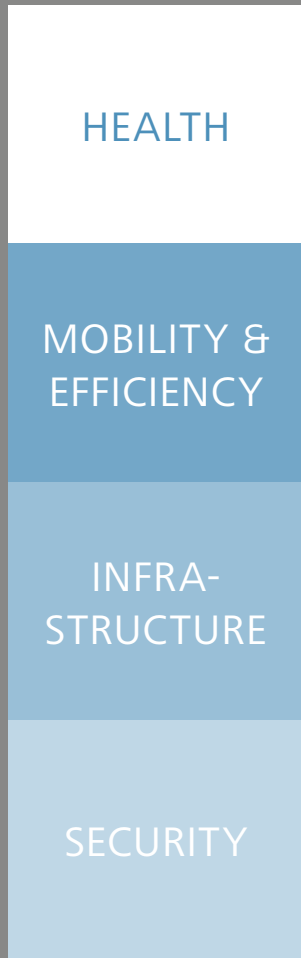 HEALTH
MOBILITY &
EFFICIENCY
INFRA-
STRUCTURE
SECURITY